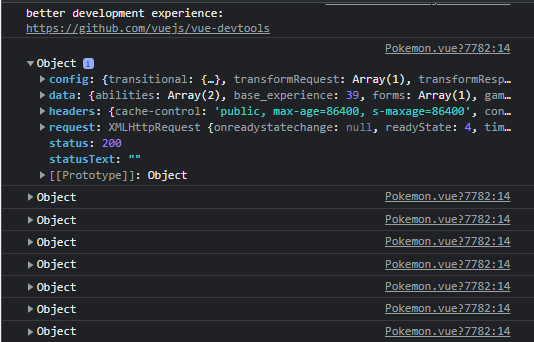 better development experience:
https://github.com/vuejs/vue-devtools
Pokemon.vue?7782:14
Object i
config: {transitional: {…}, transformRequest: Array(1), transformResp…
data: {abilities: Array(2), base_experience: 39, forms: Array(1), gam…
headers: {cache-control: 'public, max-age=86400, s-maxage=86400', con…
request: XMLHttpRequest {onreadystatechange: null, readyState: 4, tim…
status: 200
statusText: ""
[[Prototype]]: Object
Object Pokemon.vue?7782:14
Object Pokemon.vue?7782:14
Object Pokemon.vue?7782:14
Object Pokemon.vue?7782:14
Object Pokemon.vue?7782:14
Object Pokemon.vue?7782:14
Object Pokemon.vue?7782:14